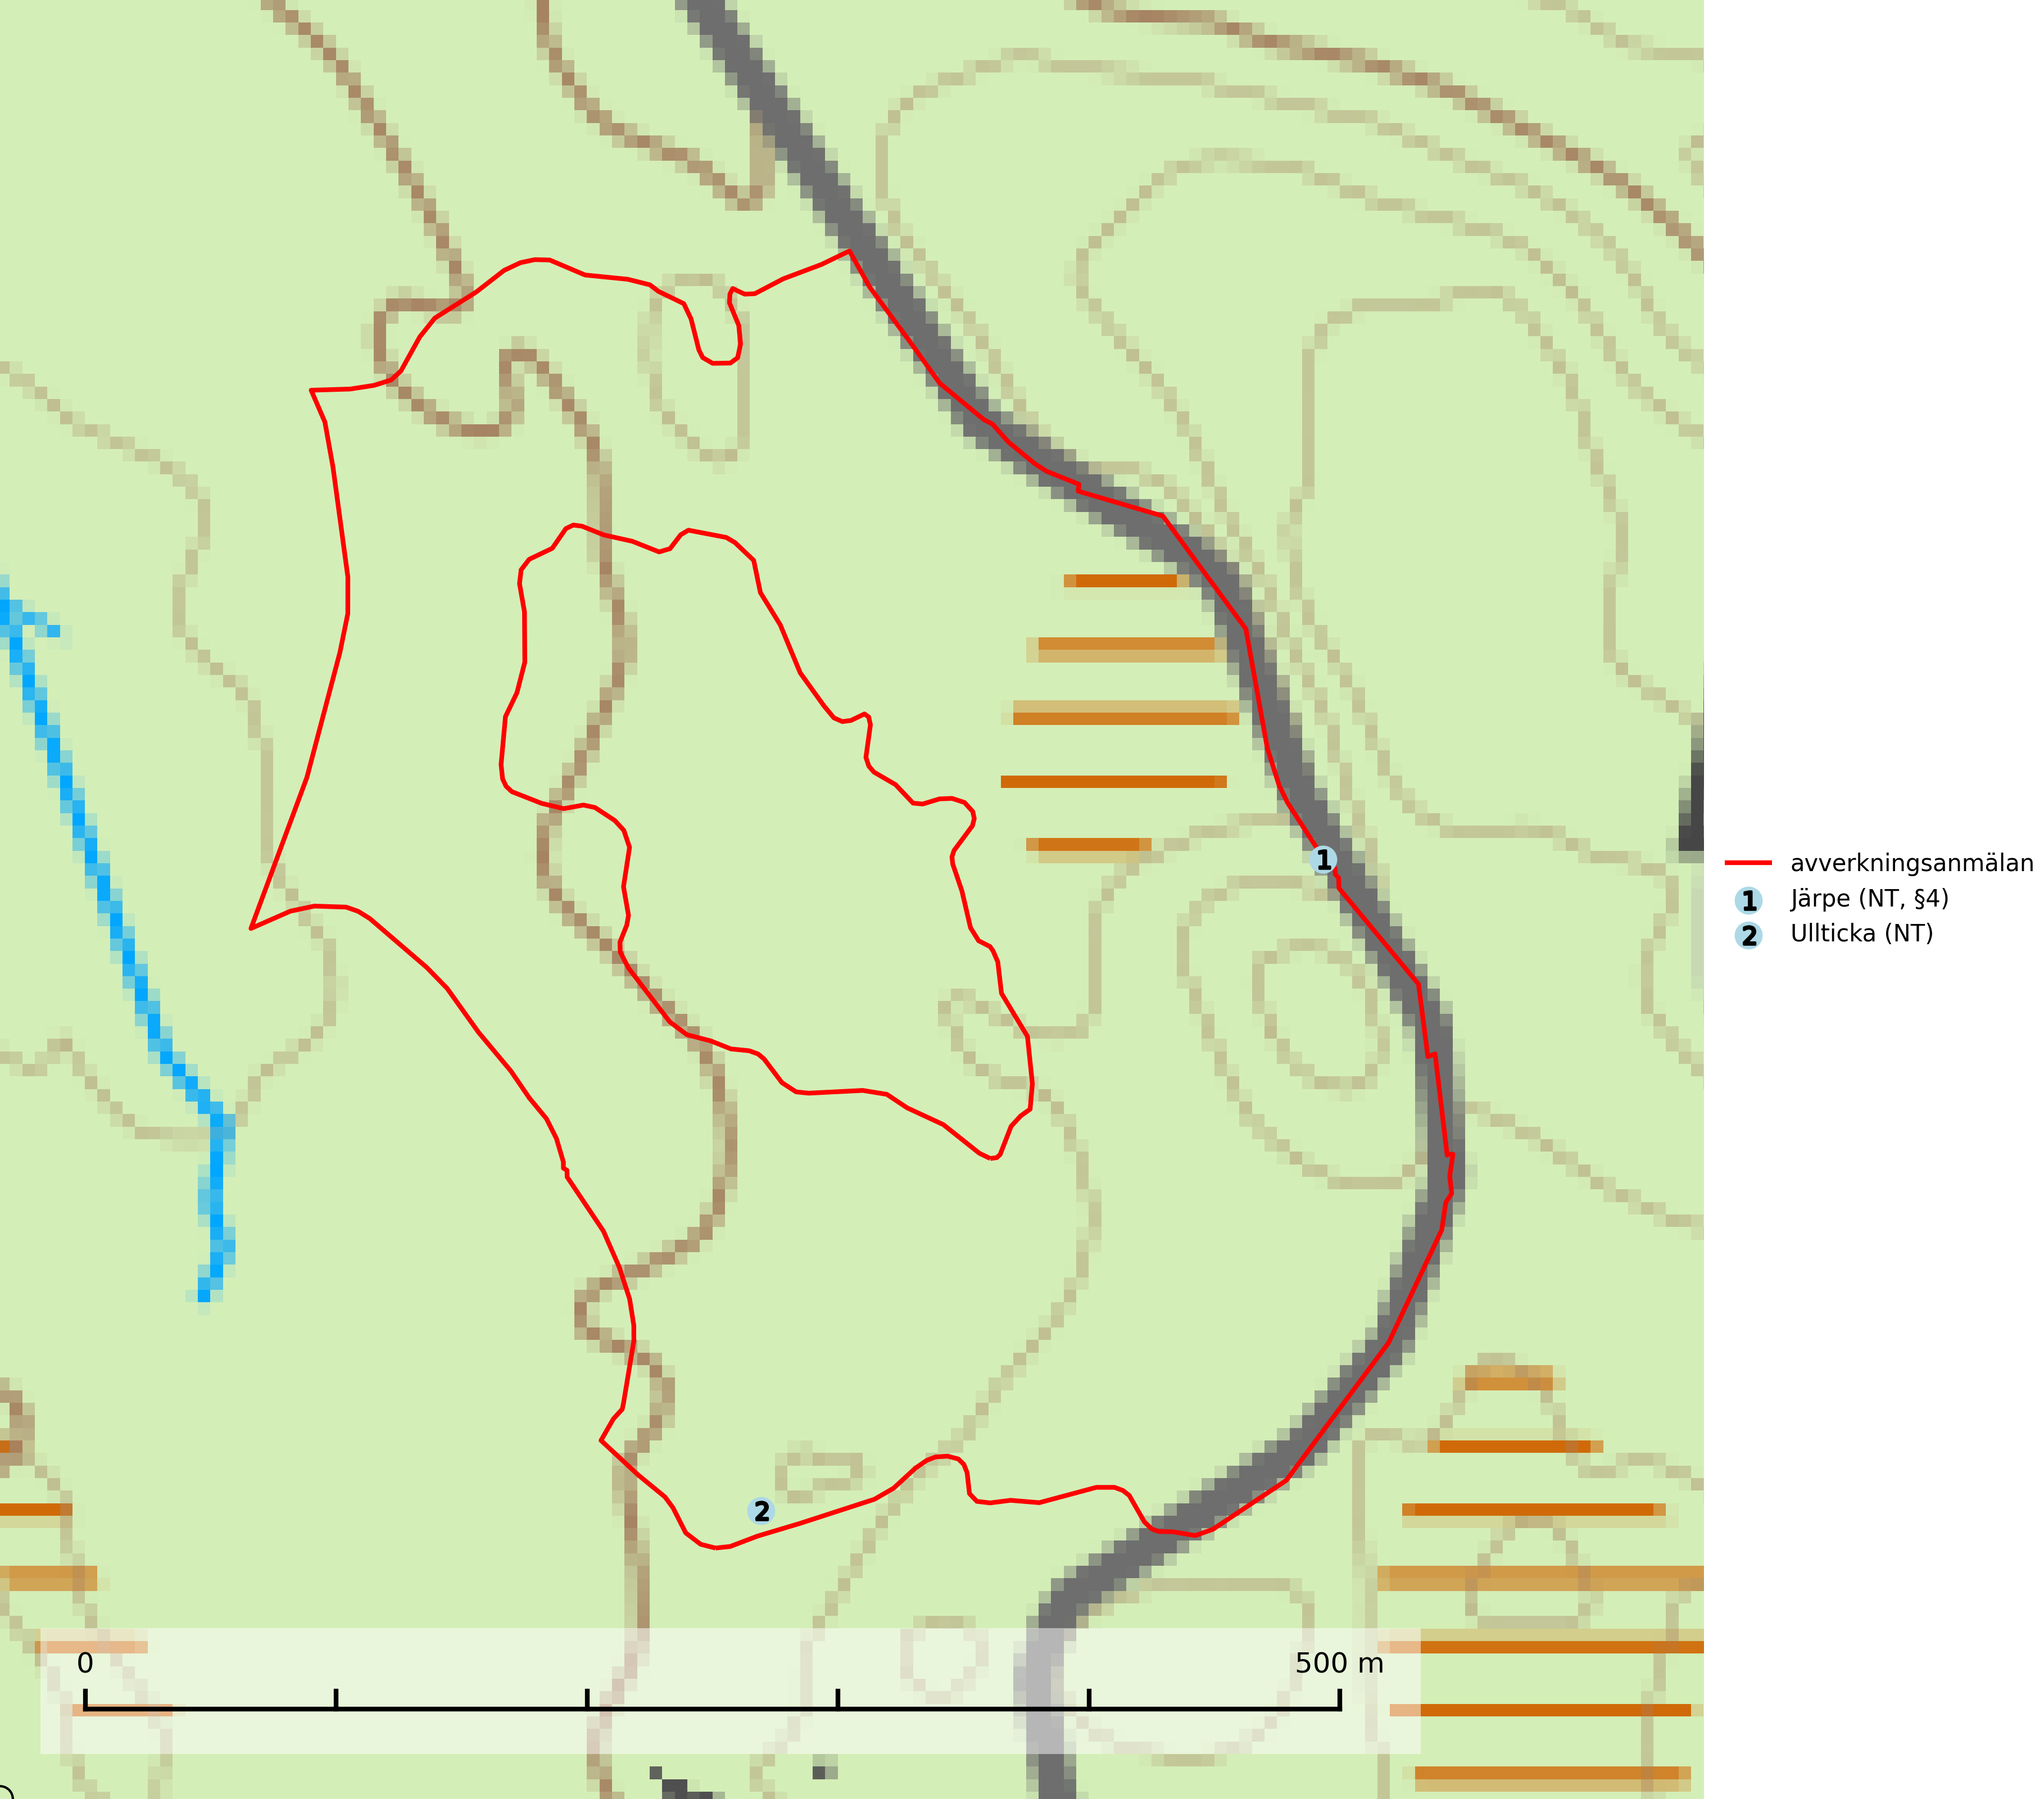 1
avverkningsanmälan
1 Järpe (NT, §4)
2 Ullticka (NT)
2
0 500 m